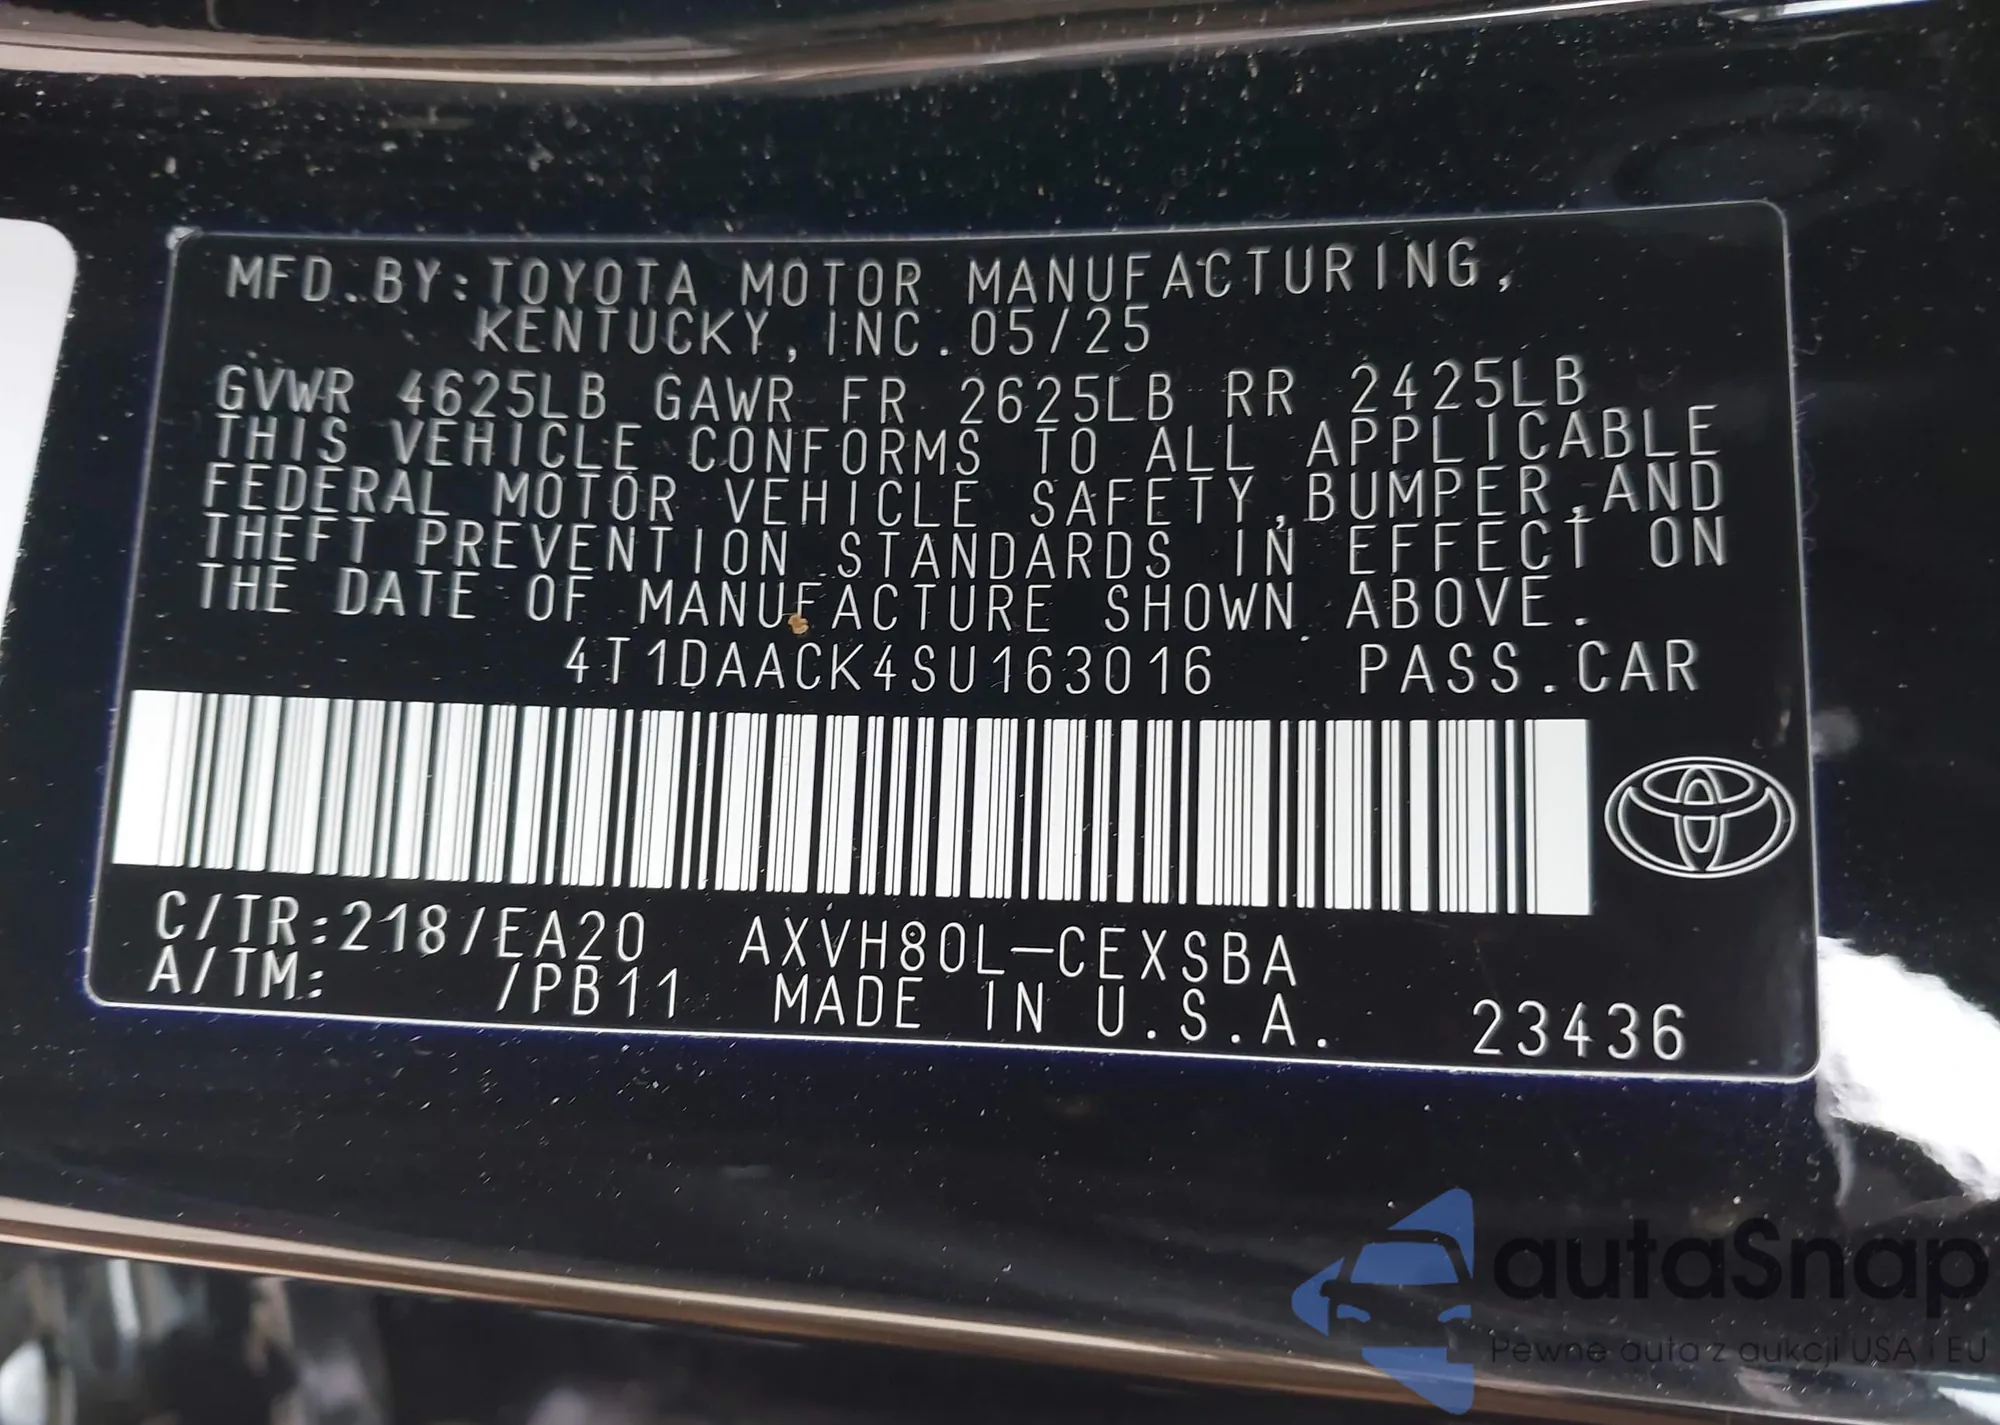 MFD. BY: TOYOTA MOTOR MANUFACTURING,
KENTUCKY, INC. 05/25
GVWR 4625LB GAWR FR 2625LB RR 2425LB
THIS VEHICLE CONFORMS TO ALL APPLICABLE
FEDERAL MOTOR VEHICLE SAFETY, BUMPER, AND
THEFT PREVENTION STANDARDS IN EFFECT ON
THE DATE OF MANUFACTURE SHOWN ABOVE.
4T1DAACK4SU163016 PASS. CAR
C/TR: 218/EA20 AXVH80L-CEXSBA
A/TM: /PB11 MADE IN U.S.A. 23436
autaSnap
Pewne auta z aukcji USA i EU